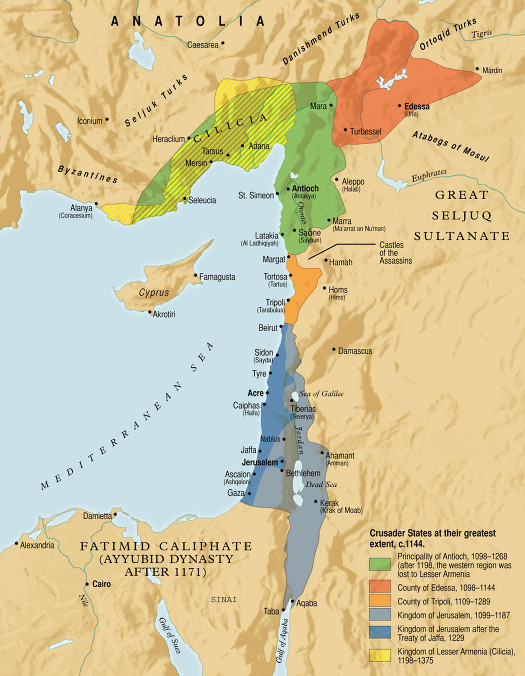 ANATOLIA
Caesarea
Danishmend Turks
Ortoqid Turks
Tigris
Mardin
Seljuk Turks
Iconium
Mara
Edessa
(Urfa)
Turbessel
Heraclium
CILICIA
Adana
Tarsus
Mersin
Atabegs of Mosul
Byzantines
Euphrates
Alanya
(Coracesium)
Seleucia
St. Simeon
Antioch
(Antakya)
Aleppo
(Halab)
GREAT
SELJUQ
SULTANATE
Orontes
Marra
(Ma'arrat an Nu'man)
Latakia
(Al Ladhiqiyah)
Saône
(Sayhun)
Castles
of the
Assassins
Margat
Hamah
Famagusta
Cyprus
Akrotiri
Tortosa
(Tartus)
Homs
(Hims)
Tripoli
(Tarabulus)
Beirut
MEDITERRANEAN SEA
Sidon
(Sayda)
Damascus
Tyre
Acre
Sea of Galilee
Caiphas
(Haifa)
Tiberias
(Teverya)
Jordan
Nablus
Jaffa
Ahamant
(Amman)
Jerusalem
Bethlehem
Ascalon
(Ashqelon)
Dead Sea
Gaza
Kerak
(Krak of Moab)
Damietta
Alexandria
FATIMID CALIPHATE
(AYYUBID DYNASTY
AFTER 1171)
Cairo
Nile
SINAI
Gulf of Suez
Taba
Aqaba
Gulf of Aqaba
Crusader States at their greatest
extent, c.1144.
Principality of Antioch, 1098–1268
(after 1198, the western region was
lost to Lesser Armenia
County of Edessa, 1098–1144
County of Tripoli, 1109–1289
Kingdom of Jerusalem, 1099–1187
Kingdom of Jerusalem after the
Treaty of Jaffa, 1229
Kingdom of Lesser Armenia (Cilicia),
1198–1375